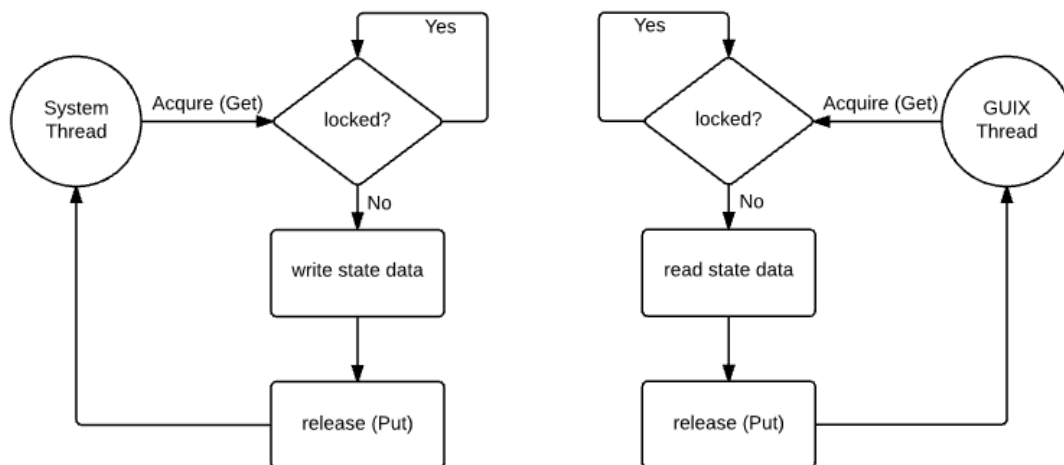 Yes
System
Thread
Acqure (Get)
locked?
No
write state data
release (Put)
Yes
locked?
Acquire (Get)
GUIX
Thread
No
read state data
release (Put)